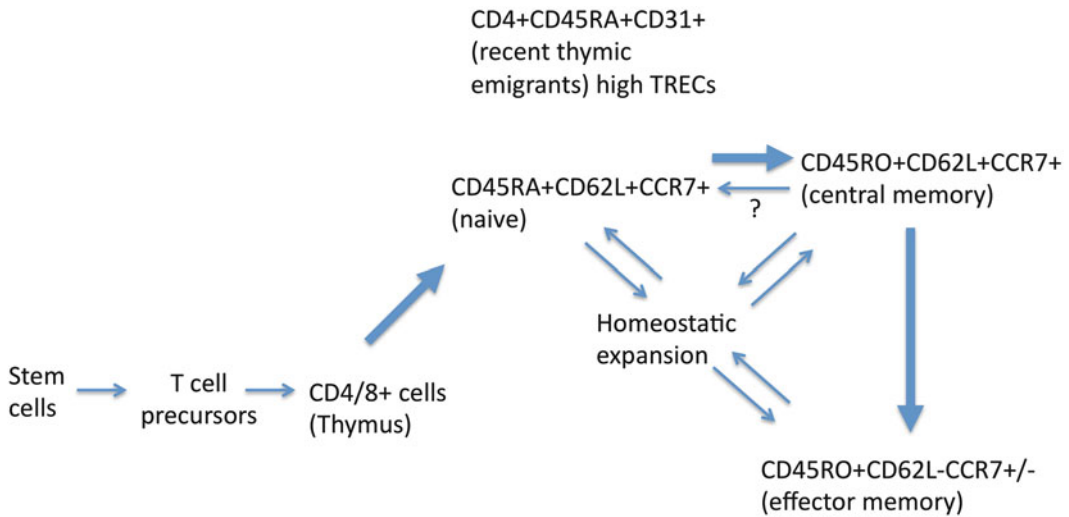 CD4+CD45RA+CD31+
(recent thymic
emigrants) high TRECs
CD45RO+CD62L+CCR7+
(central memory)
CD45RA+CD62L+CCR7+
(naive)
?
Homeostatic
expansion
Stem
cells
T cell
precursors
CD4/8+ cells
(Thymus)
CD45RO+CD62L-CCR7+/-
(effector memory)